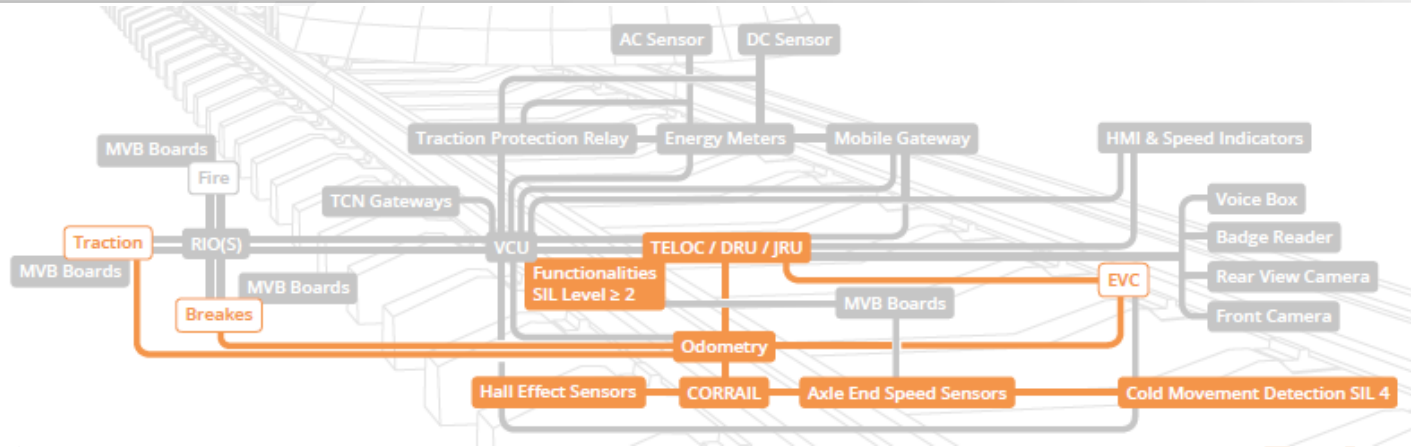 AC Sensor
DC Sensor
Traction Protection Relay
Energy Meters
Mobile Gateway
HMI & Speed Indicators
MVB Boards
Fire
TCN Gateways
Voice Box
Traction
RIO(S)
VCU
TELOC / DRU / JRU
Badge Reader
MVB Boards
MVB Boards
Functionalities
SIL Level ≥ 2
MVB Boards
EVC
Rear View Camera
Breakes
Front Camera
Odometry
Hall Effect Sensors
CORRAIL
Axle End Speed Sensors
Cold Movement Detection SIL 4